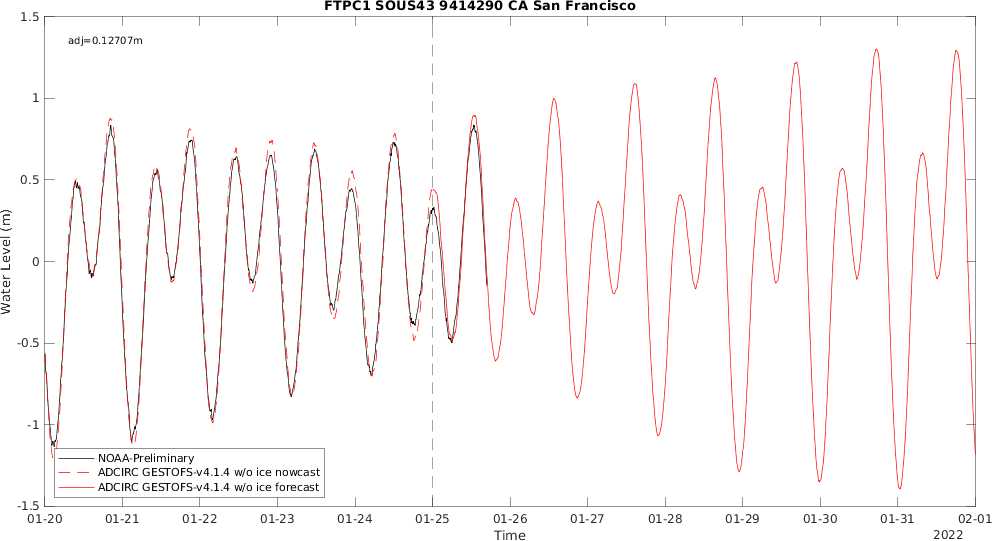 FTPC1 SOUS43 9414290 CA San Francisco
adj=0.12707m
1.5
1
0.5
0
-0.5
-1
-1.5
Water Level (m)
NOAA-Preliminary
ADCIRC GESTOFS-v4.1.4 w/o ice nowcast
ADCIRC GESTOFS-v4.1.4 w/o ice forecast
01-20 01-21 01-22 01-23 01-24 01-25 01-26 01-27 01-28 01-29 01-30 01-31 02-01
Time
2022